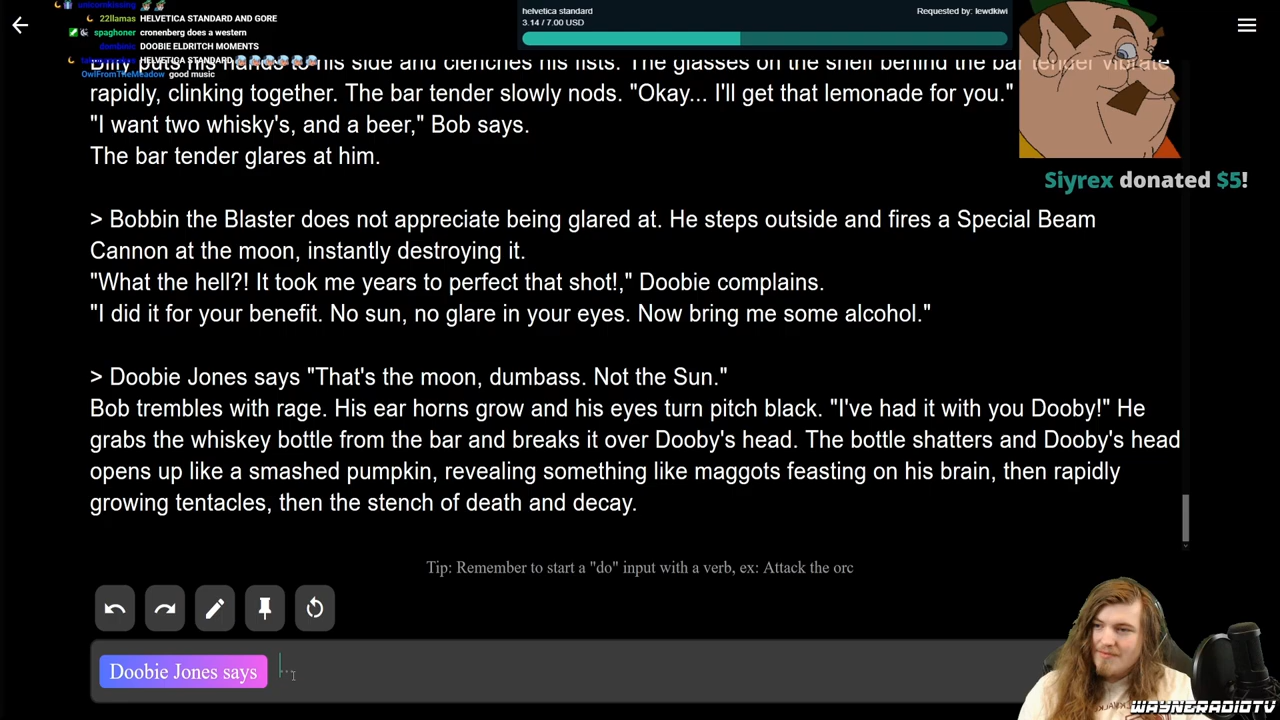 unicornkissing
22llamas HELVETICA STANDARD AND GORE
spaghoner cronenberg does a western
DOOBIE ELDRITCH MOMENTS
HELVETICA STANDARD
OwlFromTheMeadow good music
helvetica standard
Requested by: lewdkiwi
3.14 / 7.00 USD
Billy puts his hands to his side and clenches his fists. The glasses on the shelf behind the bar tender vibrate
rapidly, clinking together. The bar tender slowly nods. "Okay... I'll get that lemonade for you."
"I want two whisky's, and a beer," Bob says.
The bar tender glares at him.
Siyrex donated $5!
> Bobbin the Blaster does not appreciate being glared at. He steps outside and fires a Special Beam
Cannon at the moon, instantly destroying it.
"What the hell?! It took me years to perfect that shot!," Doobie complains.
"I did it for your benefit. No sun, no glare in your eyes. Now bring me some alcohol."
> Doobie Jones says "That's the moon, dumbass. Not the Sun."
Bob trembles with rage. His ear horns grow and his eyes turn pitch black. "I've had it with you Dooby!" He
grabs the whiskey bottle from the bar and breaks it over Dooby's head. The bottle shatters and Dooby's head
opens up like a smashed pumpkin, revealing something like maggots feasting on his brain, then rapidly
growing tentacles, then the stench of death and decay.
Tip: Remember to start a "do" input with a verb, ex: Attack the orc
Doobie Jones says
WAYNERADIOTV